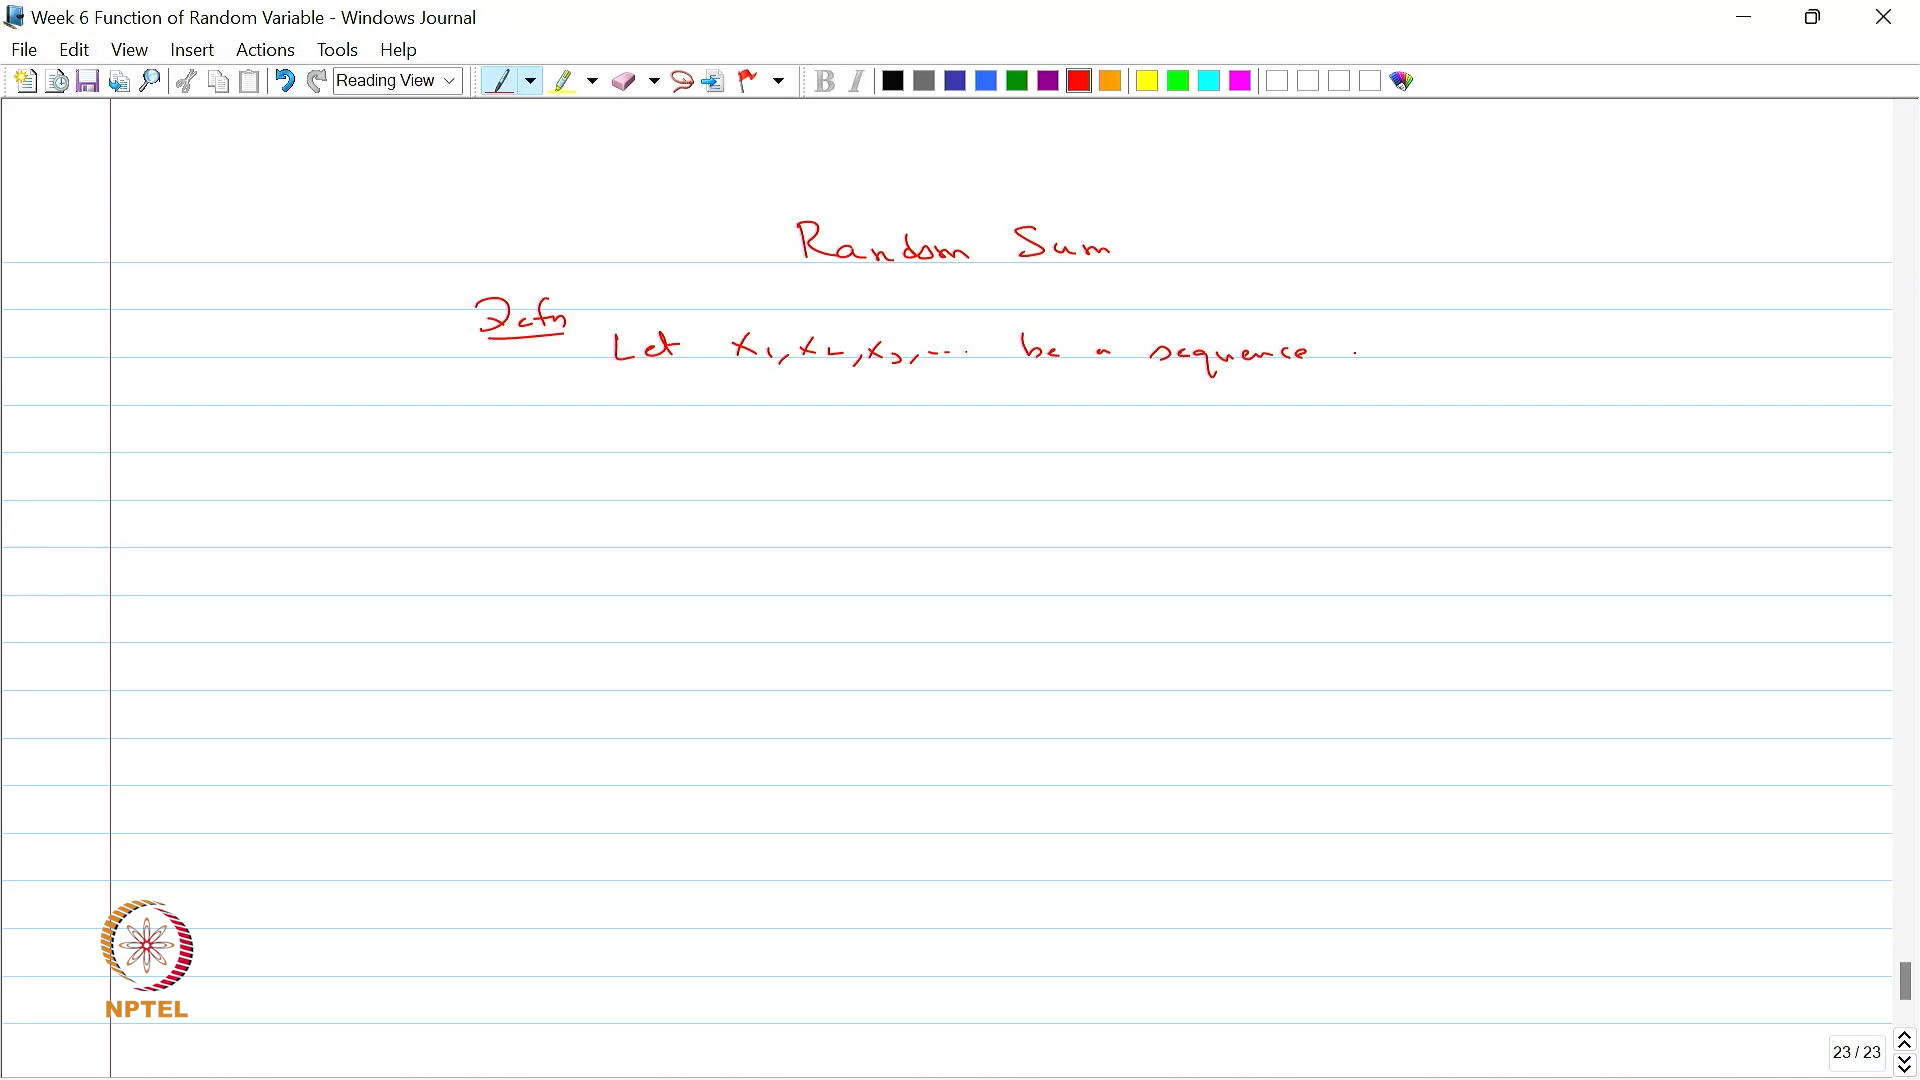 Week 6 Function of Random Variable - Windows Journal
File Edit View Insert Actions Tools Help
Reading View B I
Random Sum
Defn
Let X1, X2, X3, ... be a sequence
NPTEL
23 / 23